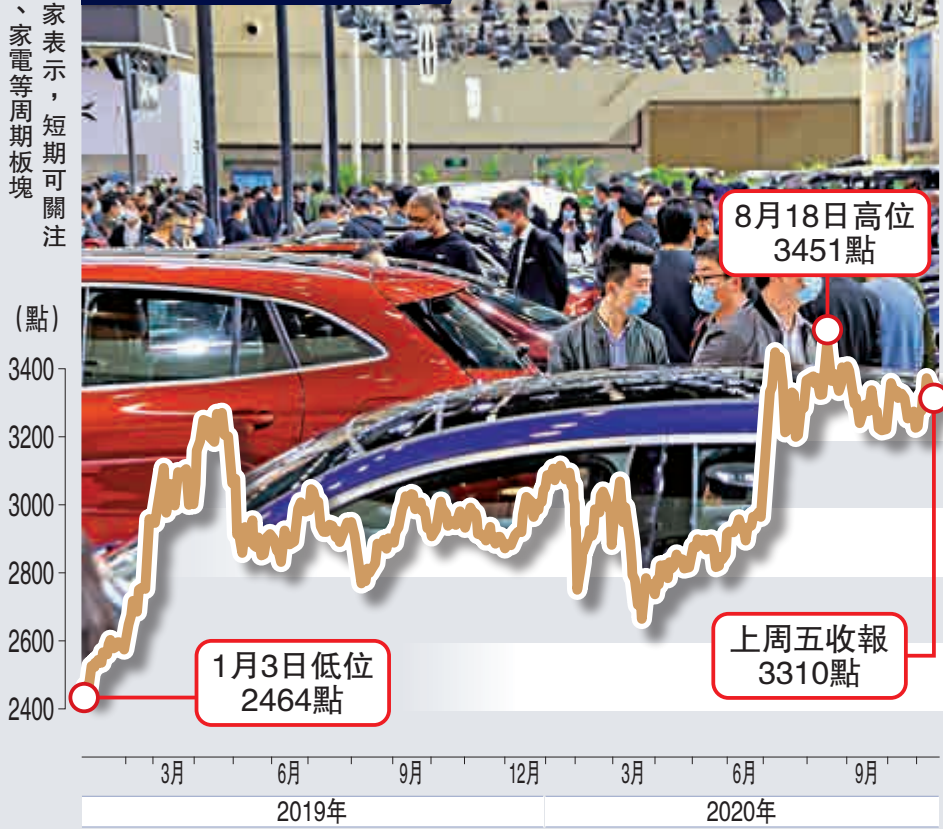 家表示，短期可關注
、家電等周期板塊
(點)
3400
3200
3000
2800
2600
2400
8月18日高位
3451點
1月3日低位
2464點
上周五收報
3310點
3月
6月
9月
12月
3月
6月
9月
2019年
2020年